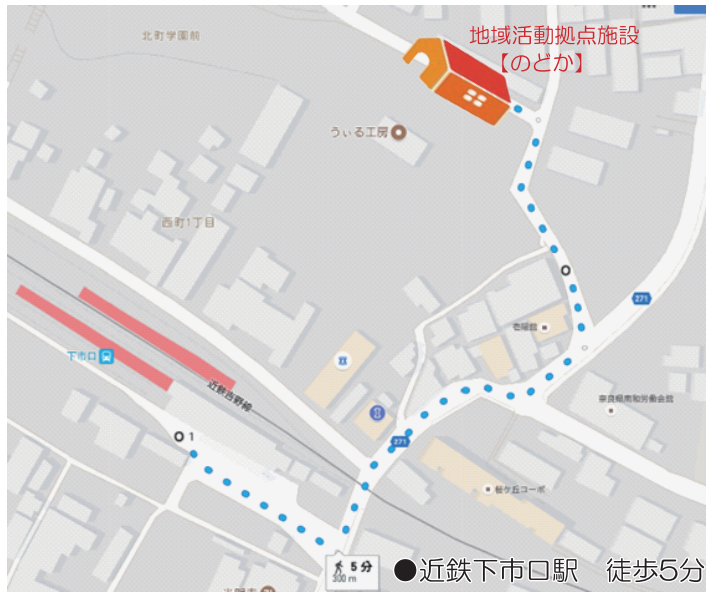 北町学園前
地域活動拠点施設
【のどか】
うぃる工房
西町1丁目
271
壱福館
下市口
近鉄吉野線
奈良県南和労働会館
1
271
桜ケ丘コーポ
5分
300 m
●近鉄下市口駅 徒歩5分